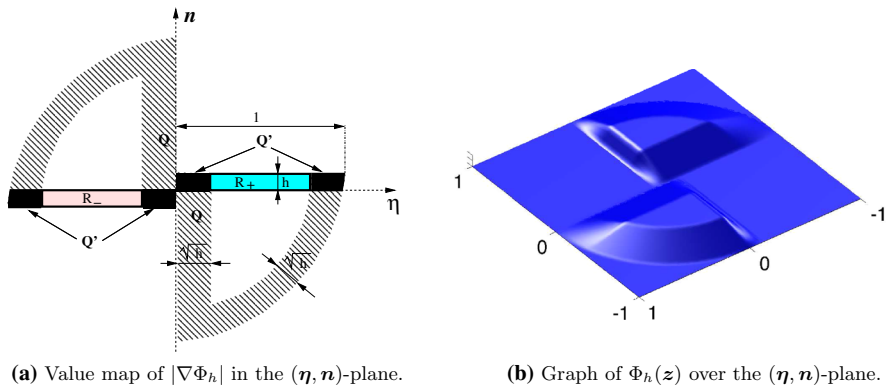 n
1
Q
Q'
R₊
h
R₋
η
Q
Q'
√h
√h
1
0
-1
-1
0
1
(a) Value map of |∇Φₕ| in the (η, n)-plane.
(b) Graph of Φₕ(z) over the (η, n)-plane.